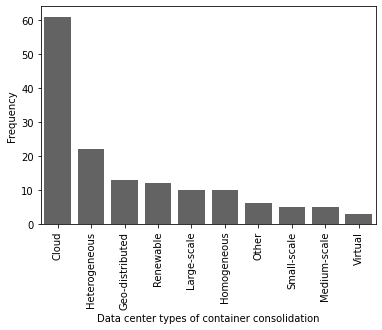 60
50
40
30
20
10
0
Frequency
Cloud
Heterogeneous
Geo-distributed
Renewable
Large-scale
Homogeneous
Other
Small-scale
Medium-scale
Virtual
Data center types of container consolidation